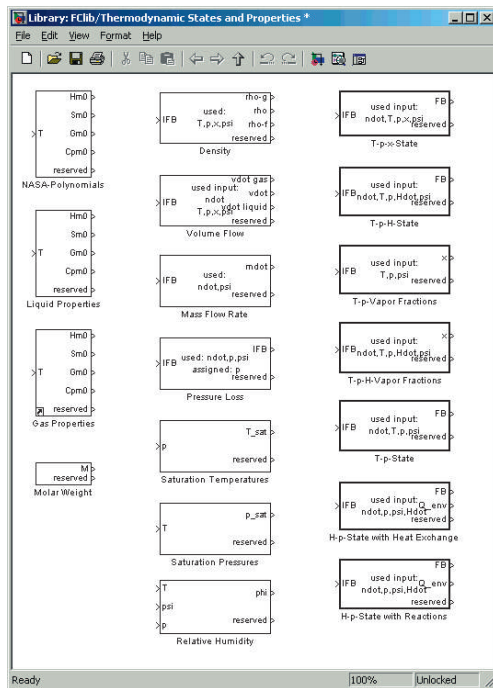 Library: FClib/Thermodynamic States and Properties *
File Edit View Format Help
Hm0
Sm0
T
Gm0
Cpm0
reserved
NASA-Polynomials
Hm0
Sm0
T
Gm0
Cpm0
reserved
Liquid Properties
Hm0
Sm0
T
Gm0
Cpm0
reserved
Gas Properties
M
reserved
Molar Weight
rho-g
IFB
used:
T,p,x,psi
rho
rho-f
reserved
Density
vdot gas
IFB
used input:
ndot
T,p,x,psi
vdot
vdot liquid
reserved
Volume Flow
mdot
IFB
used:
ndot,psi
reserved
Mass Flow Rate
IFB
IFB
used: ndot,p,psi
assigned: p
reserved
Pressure Loss
T_sat
p
reserved
Saturation Temperatures
p_sat
T
reserved
Saturation Pressures
T
psi
p
phi
reserved
Relative Humidity
FB
IFB
used input:
ndot,T,p,x,psi
reserved
T-p-x-State
FB
IFB
used input:
ndot,T,p,Hdot,psi
reserved
T-p-H-State
x
IFB
used input:
T,p,psi
reserved
T-p-Vapor Fractions
x
IFB
used input:
ndot,T,p,Hdot,psi
reserved
T-p-H-Vapor Fractions
FB
IFB
used input:
ndot,T,p,psi
reserved
T-p-State
FB
IFB
used input:
ndot,p,psi,Hdot
Q_env
reserved
H-p-State with Heat Exchange
FB
IFB
used input:
ndot,p,psi,Hdot
Q_env
reserved
H-p-State with Reactions
Ready
100%
Unlocked